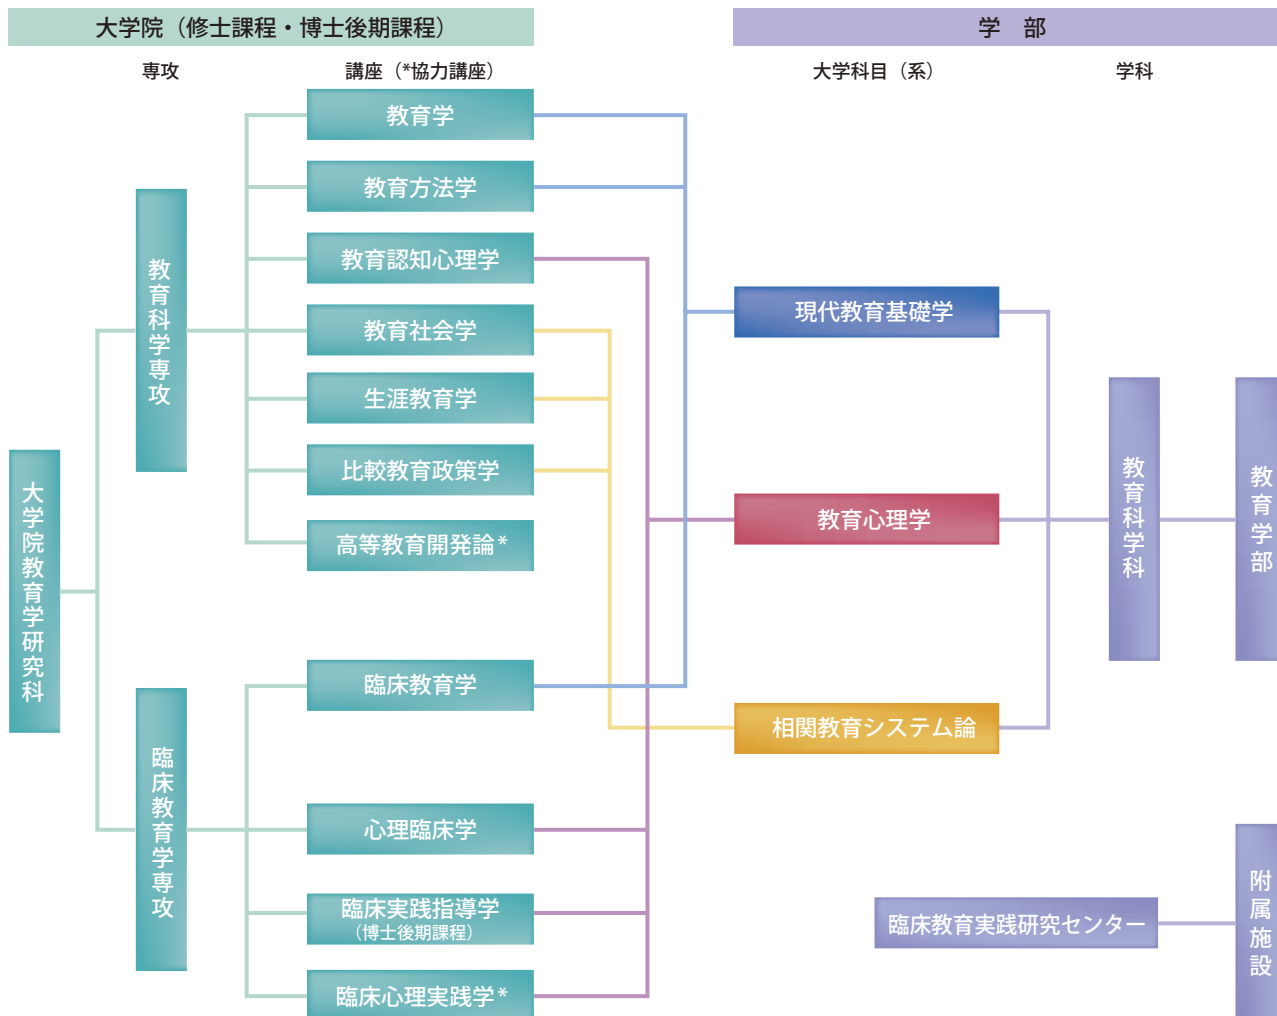 大学院（修士課程・博士後期課程）
学　部
専攻
講座（*協力講座）
大学科目（系）
学科
大学院教育学研究科
教育科学専攻
教育学
教育方法学
教育認知心理学
教育社会学
生涯教育学
比較教育政策学
高等教育開発論*
臨床教育学専攻
臨床教育学
心理臨床学
臨床実践指導学
（博士後期課程）
臨床心理実践学*
現代教育基礎学
教育心理学
相関教育システム論
教育科学科
教育学部
臨床教育実践研究センター
附属施設